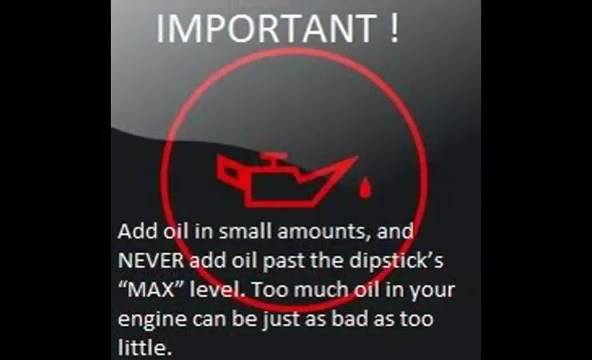 IMPORTANT !
Add oil in small amounts, and
NEVER add oil past the dipstick's
“MAX” level. Too much oil in your
engine can be just as bad as too
little.